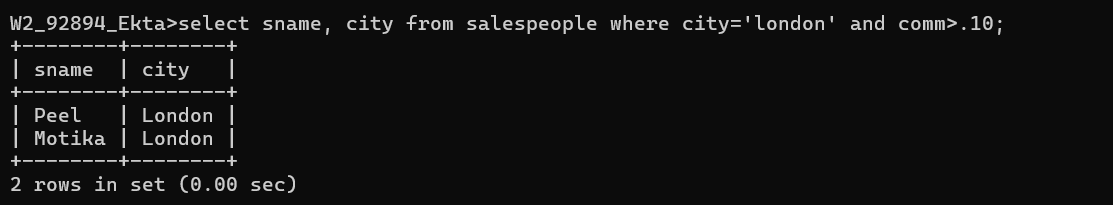 W2_92894_Ekta>select sname, city from salespeople where city='london' and comm>.10;
+--------+--------+
| sname  | city   |
+--------+--------+
| Peel   | London |
| Motika | London |
+--------+--------+
2 rows in set (0.00 sec)